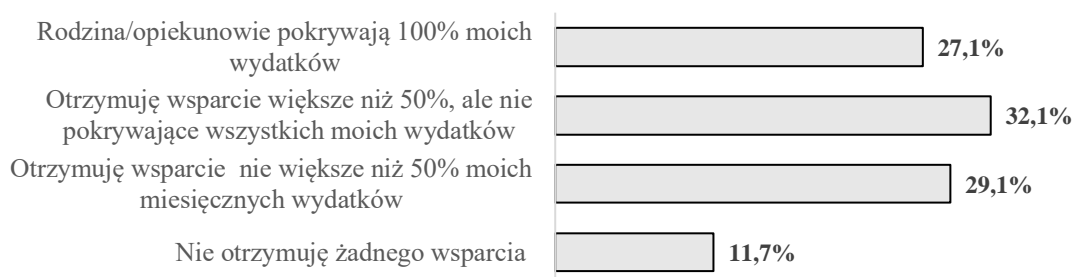 Rodzina/opiekunowie pokrywają 100% moich
wydatków
27,1%
Otrzymuję wsparcie większe niż 50%, ale nie
pokrywające wszystkich moich wydatków
32,1%
Otrzymuję wsparcie  nie większe niż 50% moich
miesięcznych wydatków
29,1%
Nie otrzymuję żadnego wsparcia
11,7%